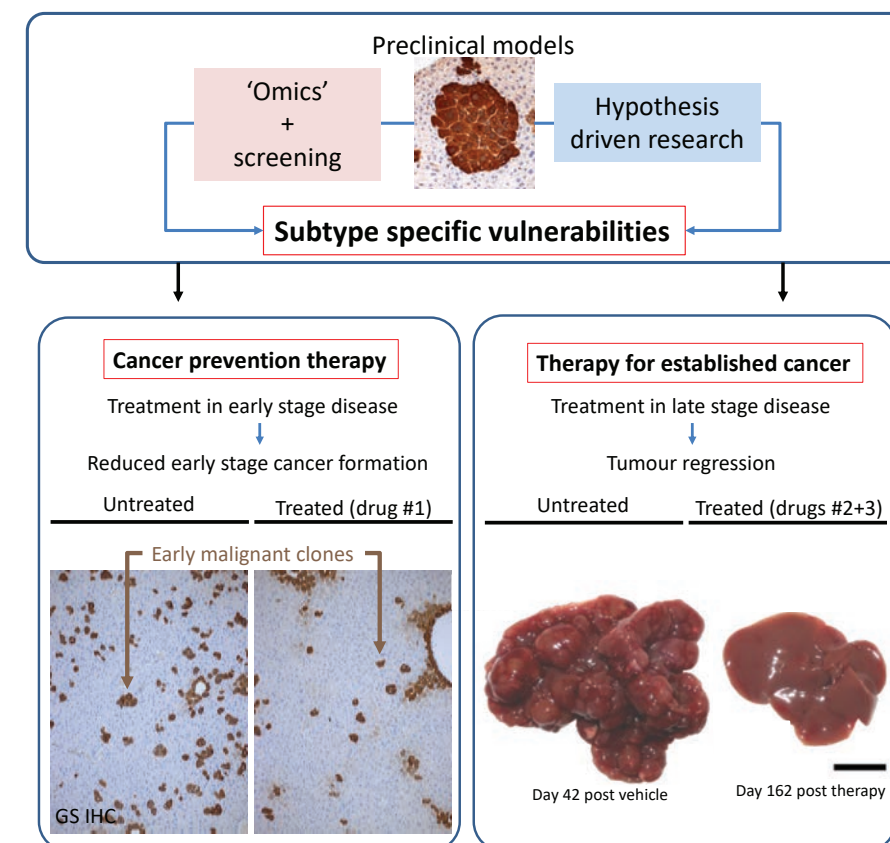 Preclinical models
‘Omics’
+
screening
Hypothesis
driven research
Subtype specific vulnerabilities
Cancer prevention therapy
Treatment in early stage disease
Reduced early stage cancer formation
Untreated
Treated (drug #1)
Early malignant clones
GS IHC
Therapy for established cancer
Treatment in late stage disease
Tumour regression
Untreated
Treated (drugs #2+3)
Day 42 post vehicle
Day 162 post therapy